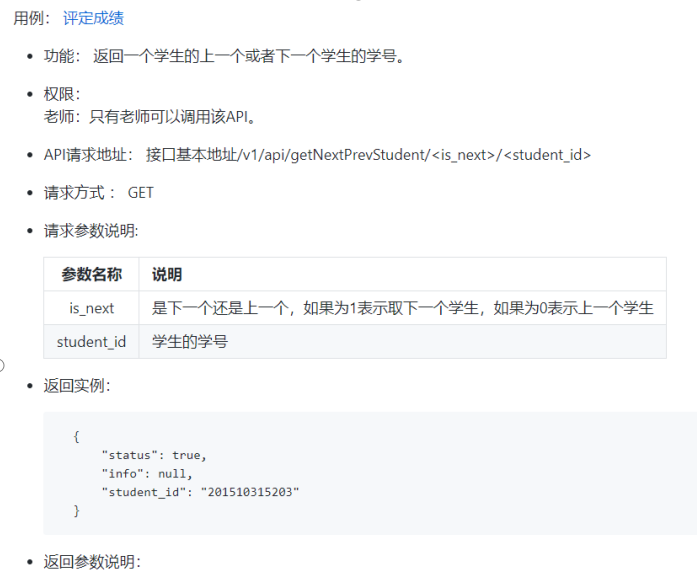 用例： 评定成绩
功能： 返回一个学生的上一个或者下一个学生的学号。
权限：
老师：只有老师可以调用该API。
API请求地址： 接口基本地址/v1/api/getNextPrevStudent/<is_next>/<student_id>
请求方式 ： GET
请求参数说明:
参数名称 说明
is_next 是下一个还是上一个，如果为1表示取下一个学生，如果为0表示上一个学生
student_id 学生的学号
返回实例：
{
"status": true,
"info": null,
"student_id": "201510315203"
}
返回参数说明：